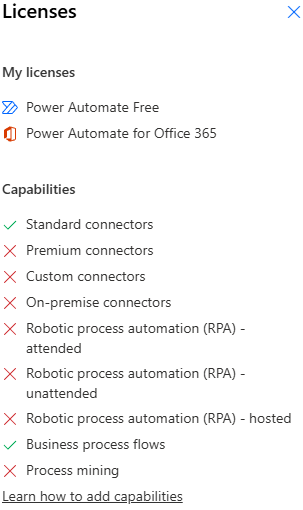 Licenses
My licenses
Power Automate Free
Power Automate for Office 365
Capabilities
Standard connectors
Premium connectors
Custom connectors
On-premise connectors
Robotic process automation (RPA) -
attended
Robotic process automation (RPA) -
unattended
Robotic process automation (RPA) - hosted
Business process flows
Process mining
Learn how to add capabilities